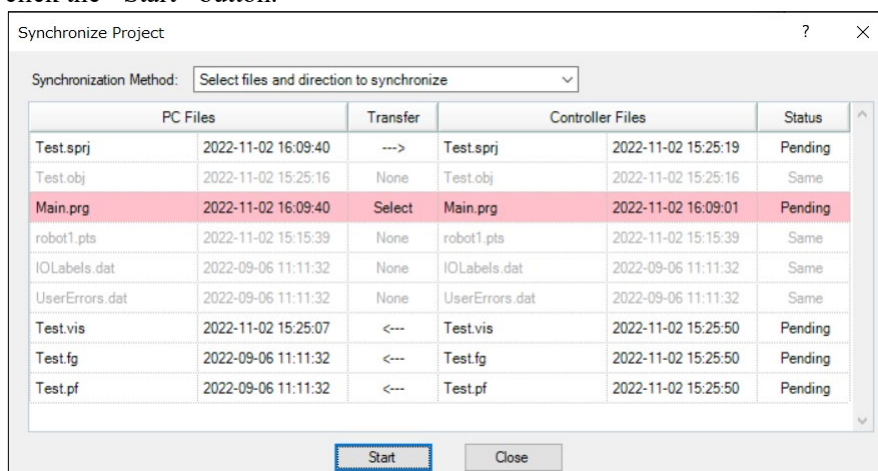 click the "Start" button.
Synchronize Project ? ×
Synchronization Method: Select files and direction to synchronize
PC Files Transfer Controller Files Status
Test.sprj 2022-11-02 16:09:40 ---> Test.sprj 2022-11-02 15:25:19 Pending
Test.obj 2022-11-02 15:25:16 None Test.obj 2022-11-02 15:25:16 Same
Main.prg 2022-11-02 16:09:40 Select Main.prg 2022-11-02 16:09:01 Pending
robot1.pts 2022-11-02 15:15:39 None robot1.pts 2022-11-02 15:15:39 Same
IOLabels.dat 2022-09-06 11:11:32 None IOLabels.dat 2022-09-06 11:11:32 Same
UserErrors.dat 2022-09-06 11:11:32 None UserErrors.dat 2022-09-06 11:11:32 Same
Test.vis 2022-11-02 15:25:07 <--- Test.vis 2022-11-02 15:25:50 Pending
Test.fg 2022-09-06 11:11:32 <--- Test.fg 2022-11-02 15:25:50 Pending
Test.pf 2022-09-06 11:11:32 <--- Test.pf 2022-11-02 15:25:50 Pending
Start Close